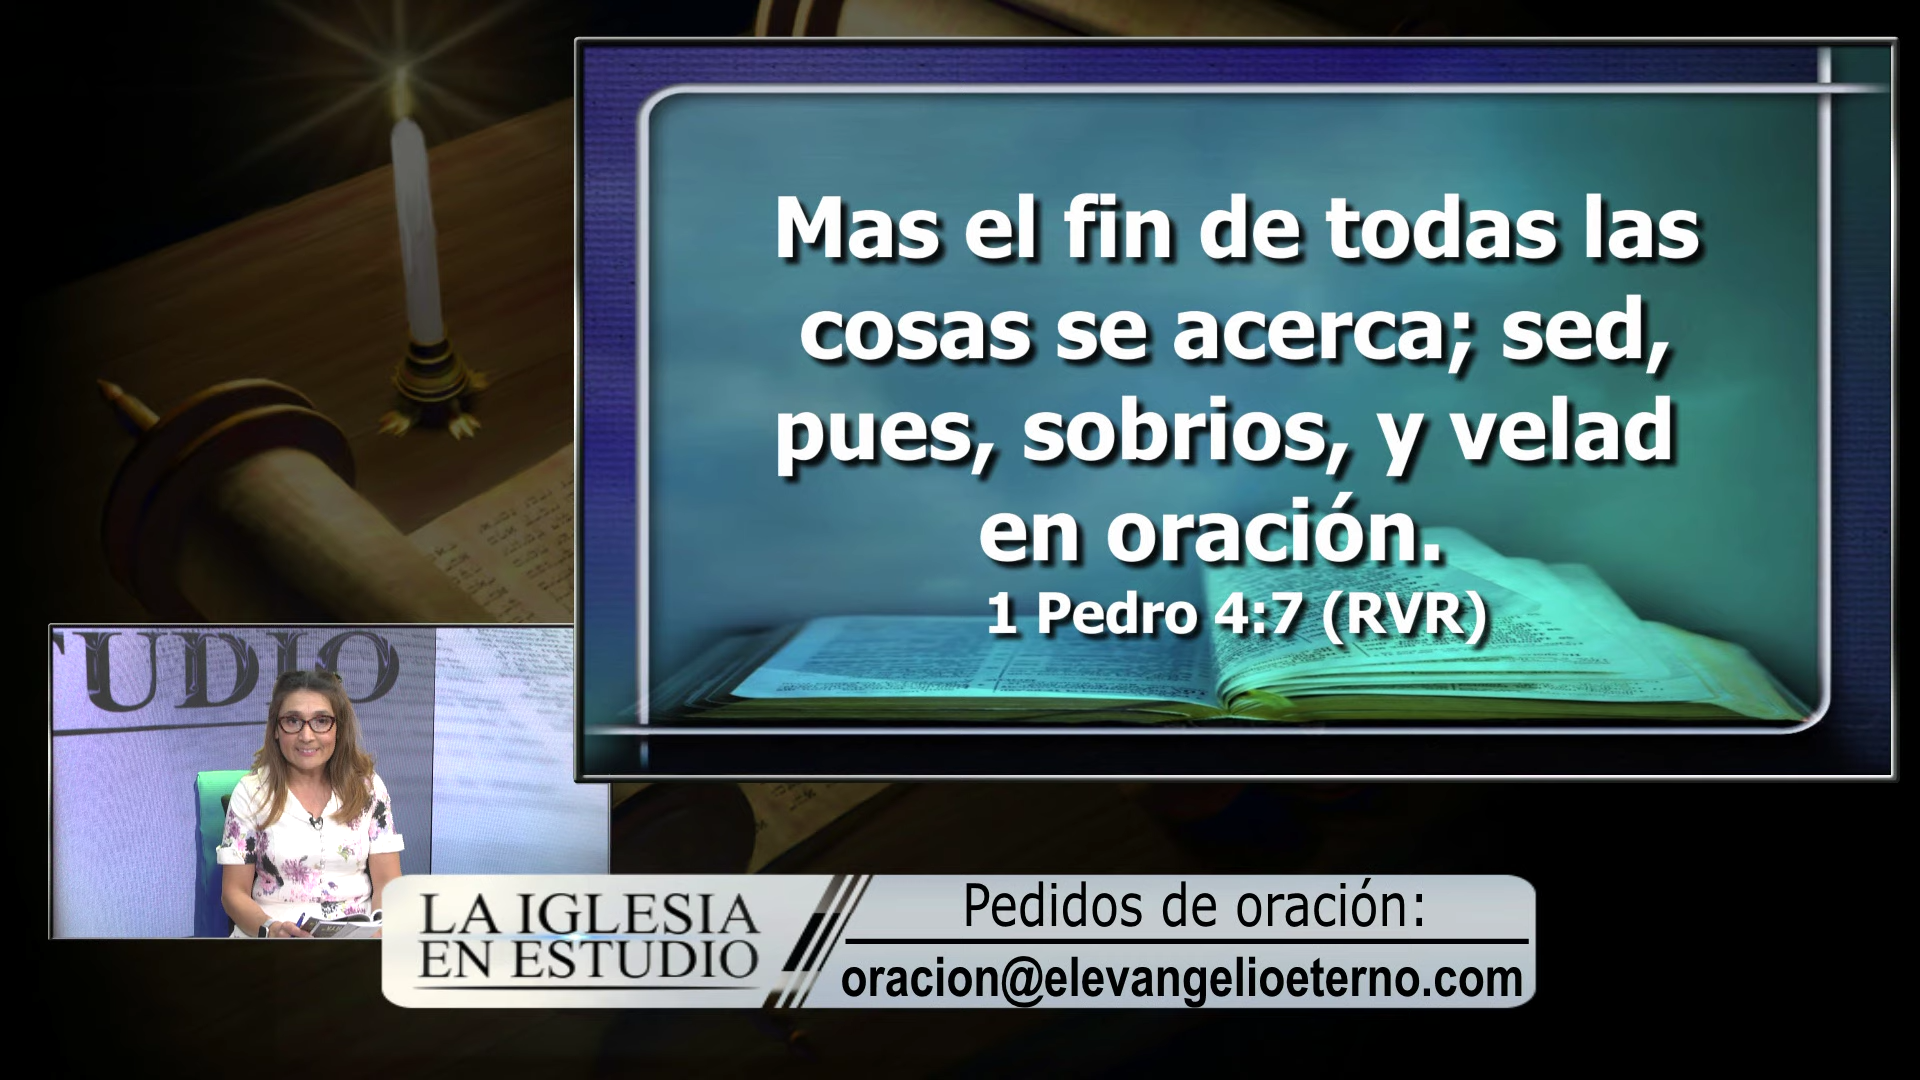 Mas el fin de todas las
cosas se acerca; sed,
pues, sobrios, y velad
en oración.
1 Pedro 4:7 (RVR)
TUDIO
LA IGLESIA
EN ESTUDIO
Pedidos de oración:
oracion@elevangelioeterno.com